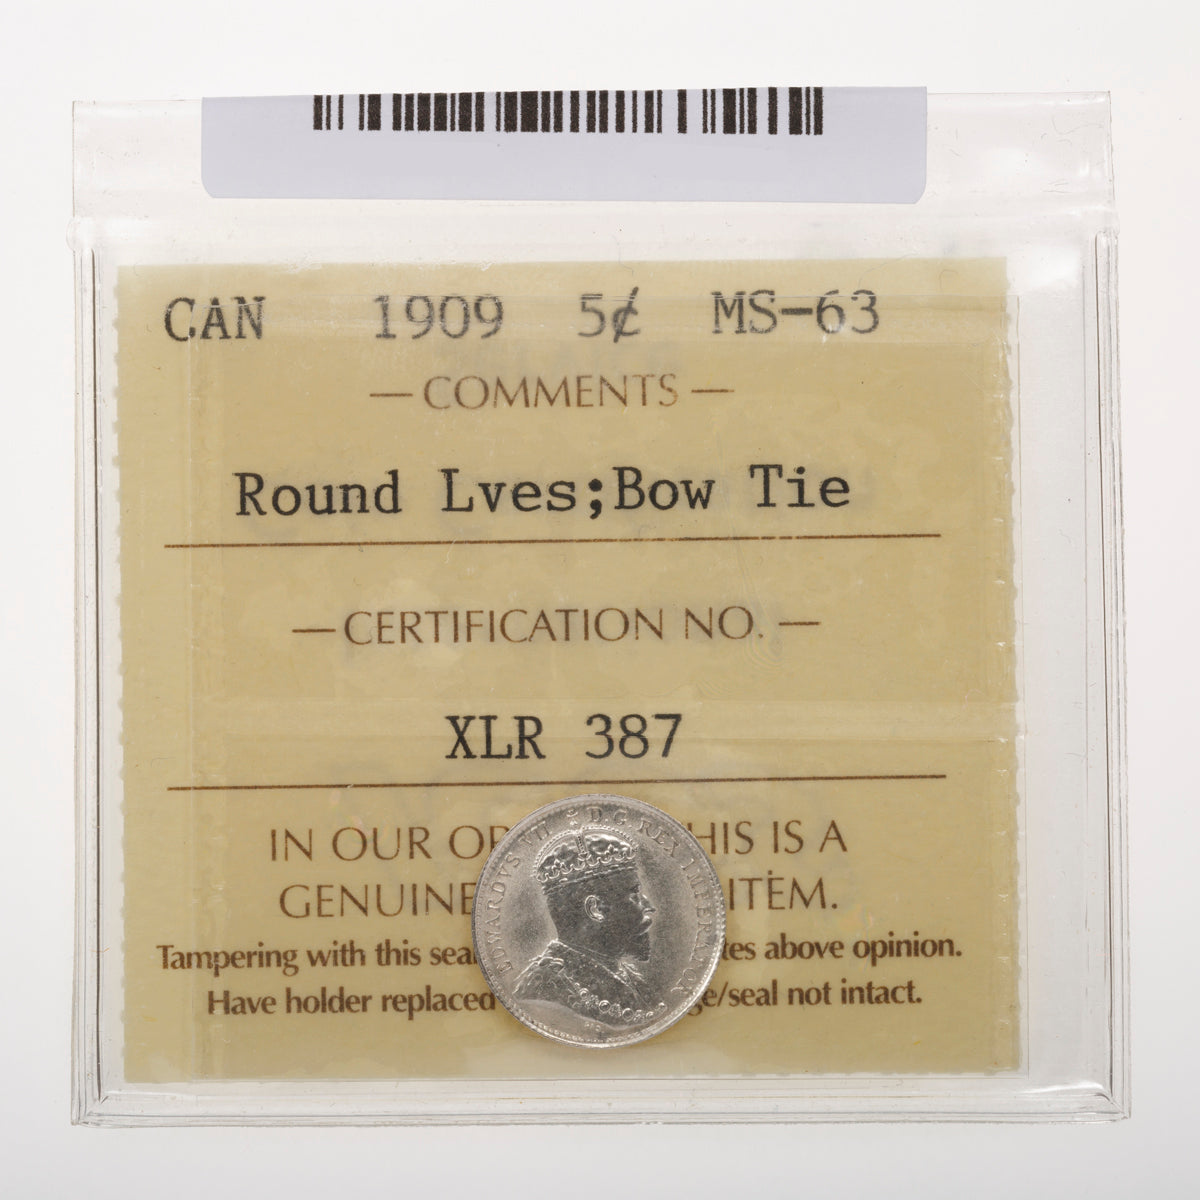 CAN 1909 5¢ MS-63
— COMMENTS —
Round Lves;Bow Tie
— CERTIFICATION NO. —
XLR 387
IN OUR OP HIS IS A
GENUINE ITEM.
Tampering with this sea tes above opinion.
Have holder replaced ge/seal not intact.
EDWARDVS VII D.G. REX IMPERATOR